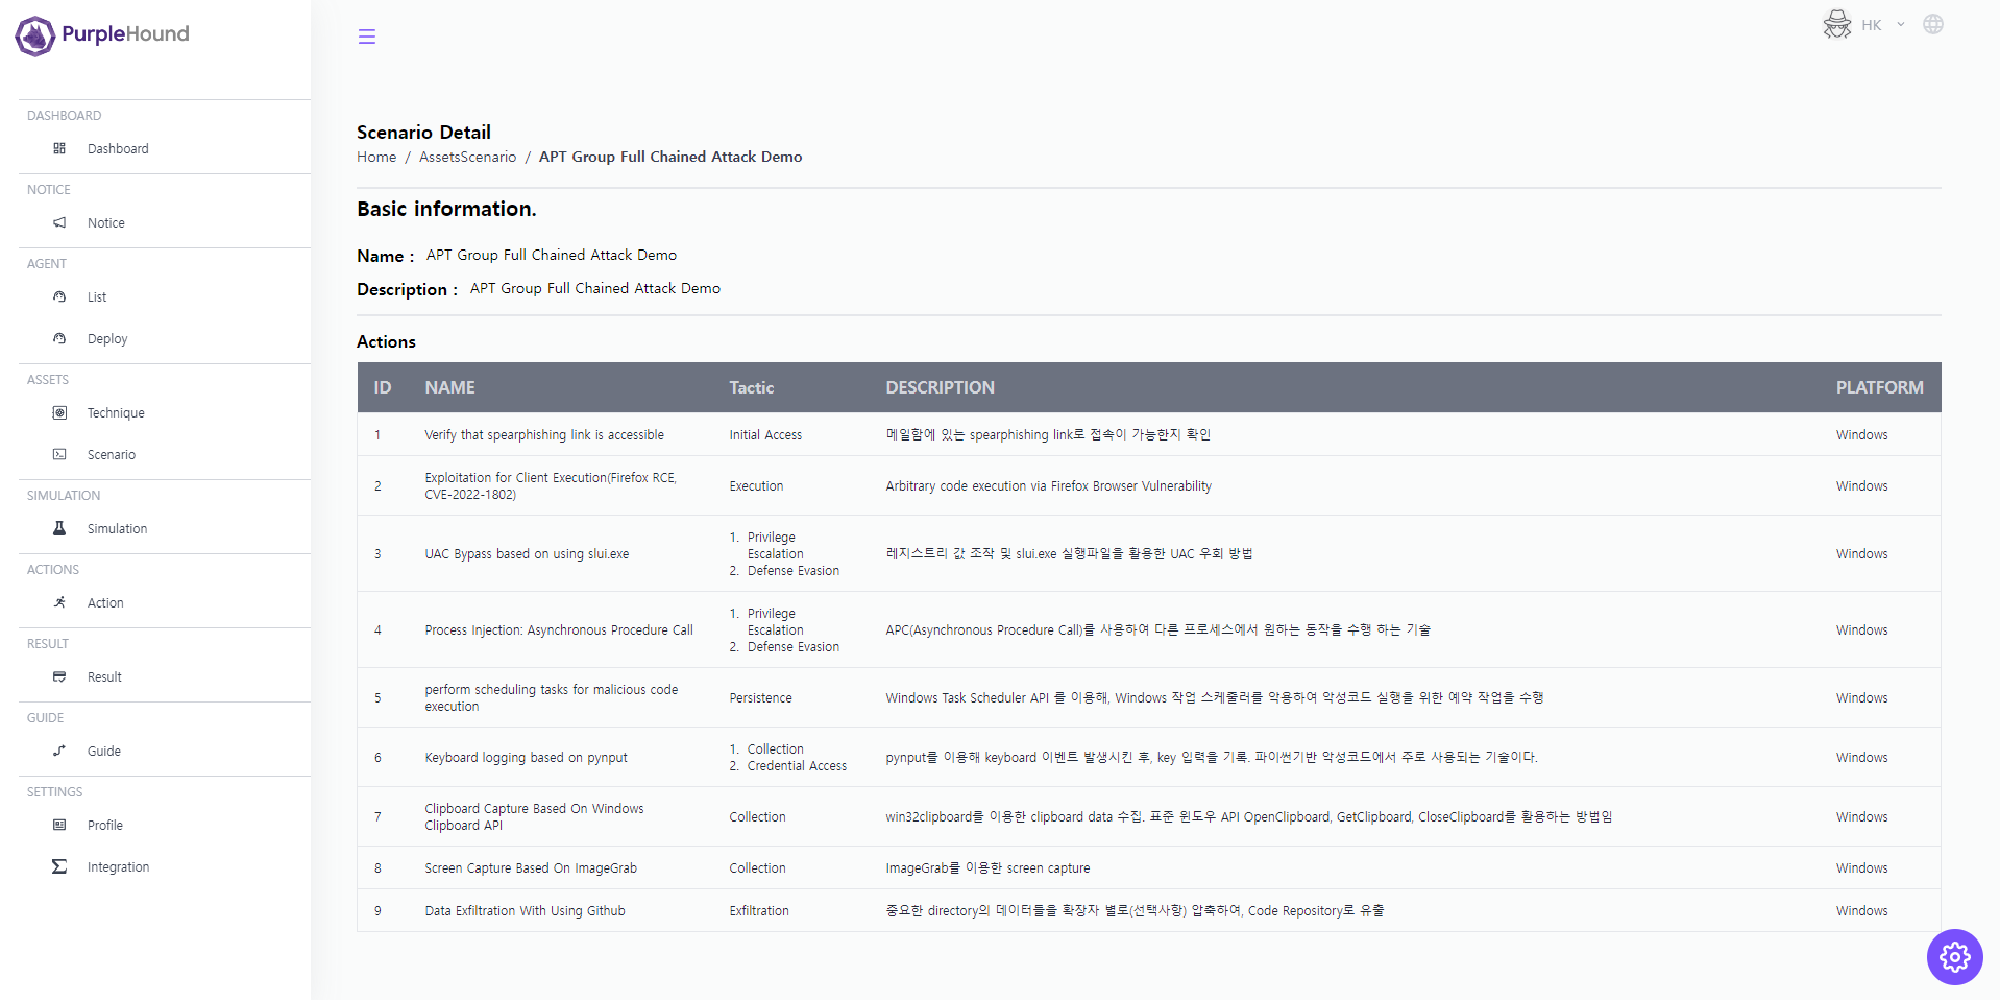 PurpleHound
HK
DASHBOARD
Dashboard
NOTICE
Notice
AGENT
List
Deploy
ASSETS
Technique
Scenario
SIMULATION
Simulation
ACTIONS
Action
RESULT
Result
GUIDE
Guide
SETTINGS
Profile
Integration
Scenario Detail
Home / AssetsScenario / APT Group Full Chained Attack Demo
Basic information.
Name : APT Group Full Chained Attack Demo
Description : APT Group Full Chained Attack Demo
Actions
ID NAME Tactic DESCRIPTION PLATFORM
1 Verify that spearphishing link is accessible Initial Access 메일함에 있는 spearphishing link로 접속이 가능한지 확인 Windows
2 Exploitation for Client Execution(Firefox RCE,
CVE-2022-1802) Execution Arbitrary code execution via Firefox Browser Vulnerability Windows
3 UAC Bypass based on using slui.exe 1. Privilege
Escalation
2. Defense Evasion 레지스트리 값 조작 및 slui.exe 실행파일을 활용한 UAC 우회 방법 Windows
4 Process Injection: Asynchronous Procedure Call 1. Privilege
Escalation
2. Defense Evasion APC(Asynchronous Procedure Call)를 사용하여 다른 프로세스에서 원하는 동작을 수행 하는 기술 Windows
5 perform scheduling tasks for malicious code
execution Persistence Windows Task Scheduler API 를 이용해, Windows 작업 스케줄러를 악용하여 악성코드 실행을 위한 예약 작업을 수행 Windows
6 Keyboard logging based on pynput 1. Collection
2. Credential Access pynput를 이용해 keyboard 이벤트 발생시킨 후, key 입력을 기록. 파이썬기반 악성코드에서 주로 사용되는 기술이다. Windows
7 Clipboard Capture Based On Windows
Clipboard API Collection win32clipboard를 이용한 clipboard data 수집. 표준 윈도우 API OpenClipboard, GetClipboard, CloseClipboard를 활용하는 방법임 Windows
8 Screen Capture Based On ImageGrab Collection ImageGrab를 이용한 screen capture Windows
9 Data Exfiltration With Using Github Exfiltration 중요한 directory의 데이터들을 확장자 별로(선택사항) 압축하여, Code Repository로 유출 Windows